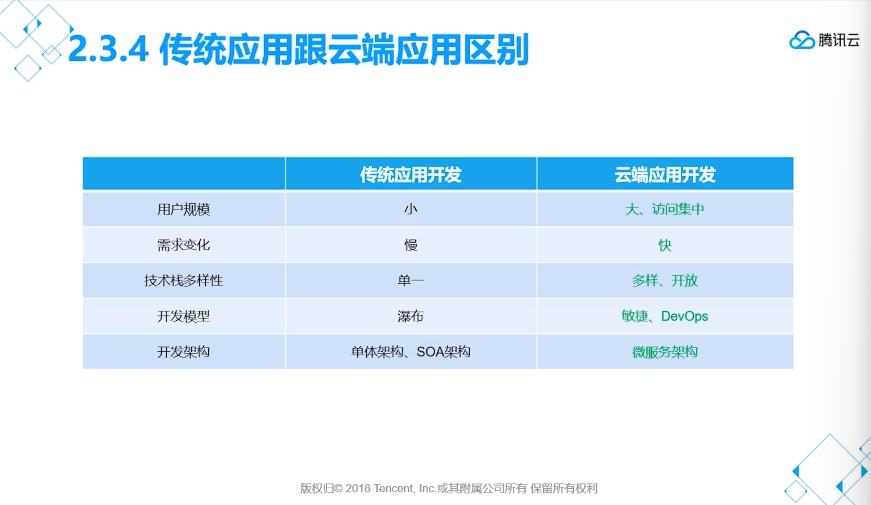 2.3.4 传统应用跟云端应用区别
腾讯云
传统应用开发 云端应用开发
用户规模 小 大、访问集中
需求变化 慢 快
技术栈多样性 单一 多样、开放
开发模型 瀑布 敏捷、DevOps
开发架构 单体架构、SOA架构 微服务架构
版权归© 2018 Tencent, Inc.或其附属公司所有 保留所有权利